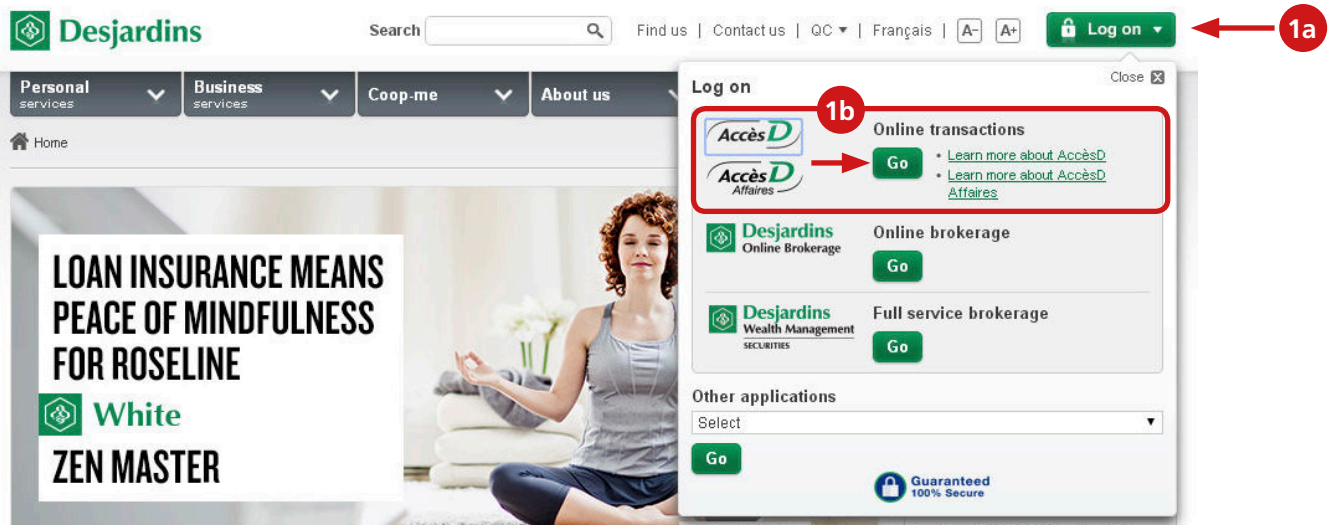 Desjardins
Search
Find us | Contact us | QC ▼ | Français | A- A+
Log on ▼
1a
Personal
services
Business
services
Coop-me
About us
Home
Close
Log on
1b
AccèsD
AccèsD
Affaires
Online transactions
Go
• Learn more about AccèsD
• Learn more about AccèsD
Affaires
Desjardins
Online Brokerage
Online brokerage
Go
Desjardins
Wealth Management
SECURITIES
Full service brokerage
Go
Other applications
Select
Go
Guaranteed
100% Secure
LOAN INSURANCE MEANS
PEACE OF MINDFULNESS
FOR ROSELINE
White
ZEN MASTER